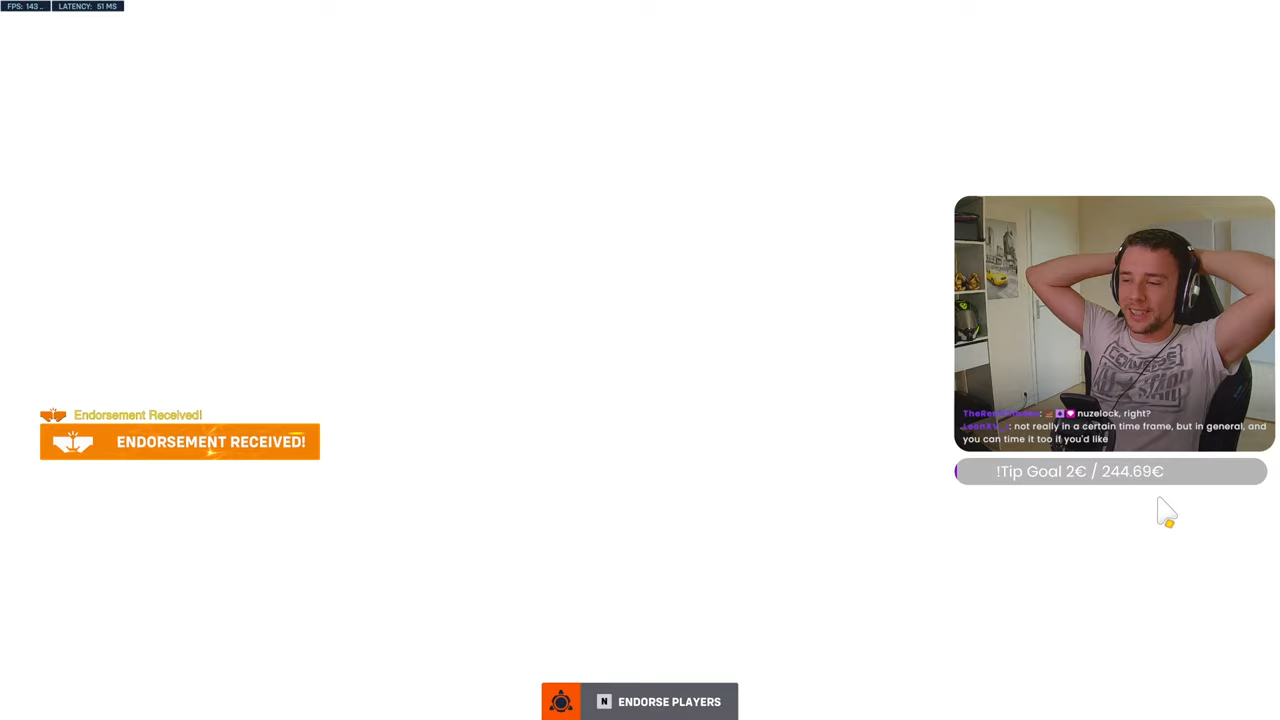 FPS: 143 .. LATENCY: 51 MS
CONVERSE
nuzelock, right?
: not really in a certain time frame, but in general, and
you can time it too if you'd like
Endorsement Received!
ENDORSEMENT RECEIVED!
!Tip Goal 2€ / 244.69€
N ENDORSE PLAYERS